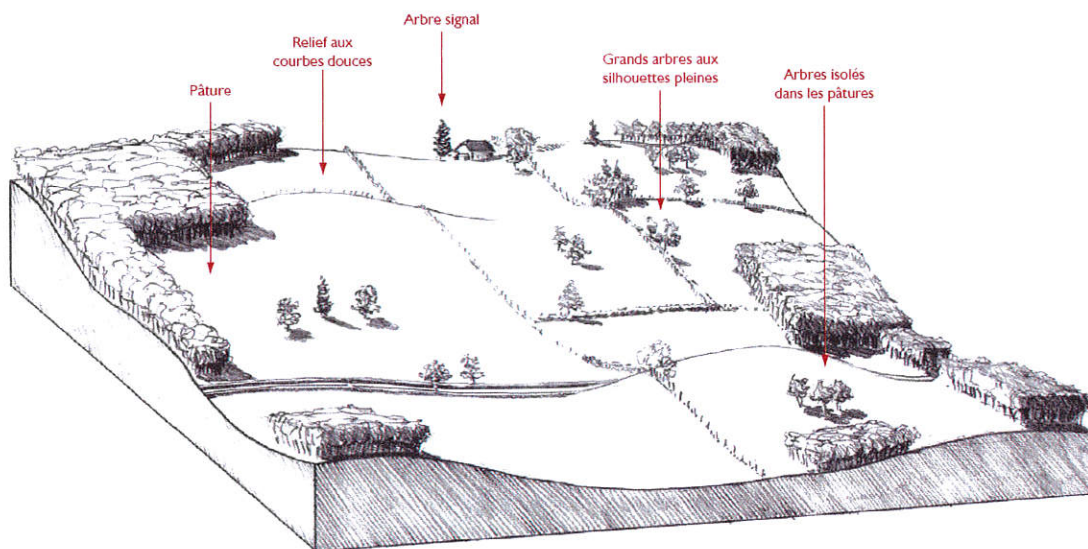 Arbre signal
Relief aux
courbes douces
Grands arbres aux
silhouettes pleines
Arbres isolés
dans les pâtures
Pâture